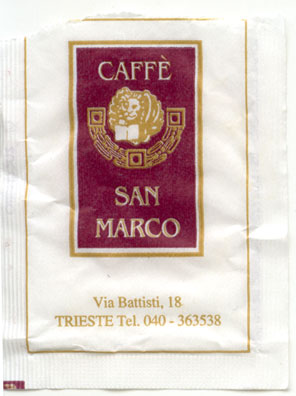 CAFFÈ
SAN
MARCO
Via Battisti, 18
TRIESTE Tel. 040 - 363538